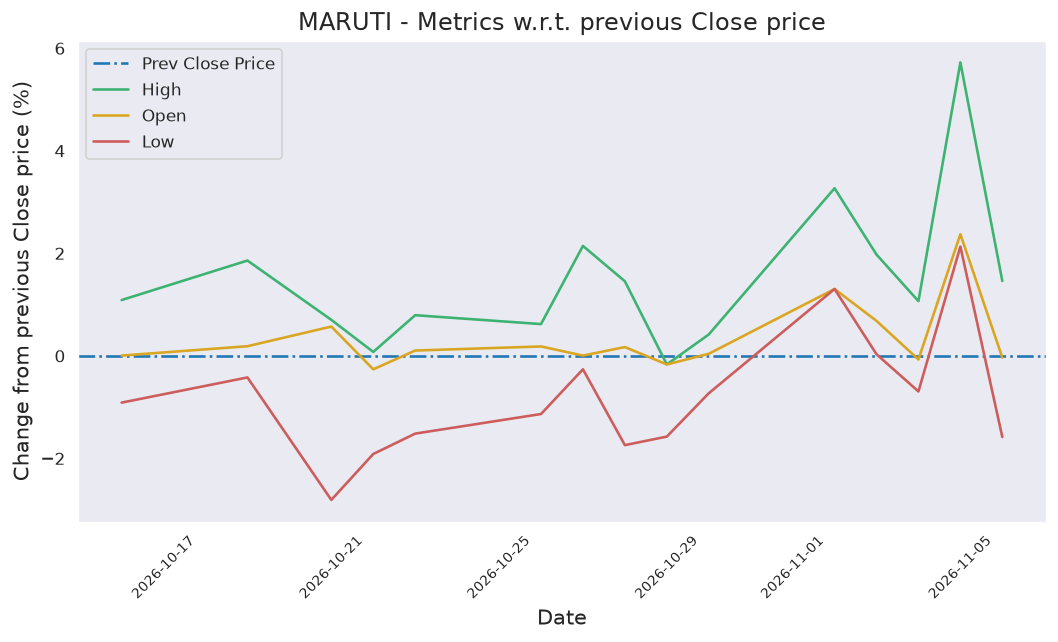 MARUTI - Metrics w.r.t. previous Close price
Change from previous Close price (%)
6
4
2
0
−2
Prev Close Price
High
Open
Low
2026-10-17
2026-10-21
2026-10-25
2026-10-29
2026-11-01
2026-11-05
Date